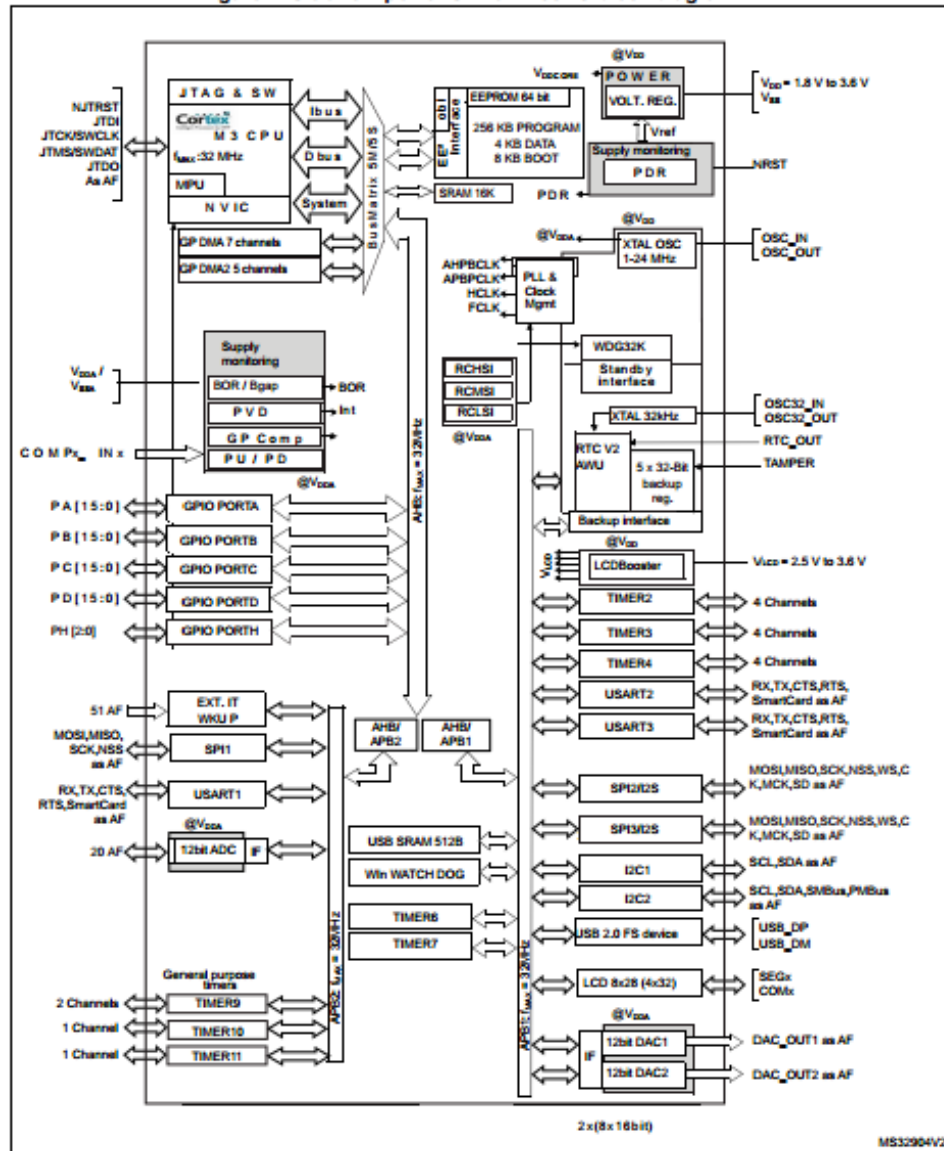 @VDD
POWER
VDDCORE
VOLT. REG.
VDD = 1.8 V to 3.6 V
VSS
Vref
Supply monitoring
PDR
NRST
PDR
NJTRST
JTDI
JTCK/SWCLK
JTMS/SWDAT
JTDO
As AF
JTAG & SW
Cortex
M3 CPU
fMAX:32 MHz
MPU
NVIC
Ibus
Dbus
System
BusMatrix 5M/5S
Interface
EEPROM 64 bit
256 KB PROGRAM
4 KB DATA
8 KB BOOT
SRAM 16K
GP DMA 7 channels
GP DMA2 5 channels
@VDDA
@VDD
XTAL OSC
1-24 MHz
OSC_IN
OSC_OUT
AHPBCLK
APBPCLK
HCLK
FCLK
PLL &
Clock
Mgmt
WDG32K
Standby
interface
RCHSI
RCMSI
RCLSI
@VDDA
XTAL 32kHz
OSC32_IN
OSC32_OUT
RTC V2
AWU
RTC_OUT
5 x 32-Bit
backup
reg.
TAMPER
Backup interface
Supply
monitoring
VDDA /
VSSA
BOR / Bgap
BOR
PVD
Int
GP Comp
COMPx_INx
PU / PD
@VDDA
AHB: fMAX = 32MHz
PA[15:0]
GPIO PORTA
PB[15:0]
GPIO PORTB
PC[15:0]
GPIO PORTC
PD[15:0]
GPIO PORTD
PH [2:0]
GPIO PORTH
@VDD
VLCD
LCDBooster
VLCD = 2.5 V to 3.6 V
TIMER2
4 Channels
TIMER3
4 Channels
TIMER4
4 Channels
USART2
RX,TX,CTS,RTS,
SmartCard as AF
USART3
RX,TX,CTS,RTS,
SmartCard as AF
51 AF
EXT. IT
WKUP
MOSI,MISO,
SCK,NSS
as AF
SPI1
RX,TX,CTS,
RTS,SmartCard
as AF
USART1
@VDDA
20 AF
12bit ADC
IF
AHB/
APB2
AHB/
APB1
SPI2/I2S
MOSI,MISO,SCK,NSS,WS,C
K,MCK,SD as AF
SPI3/I2S
MOSI,MISO,SCK,NSS,WS,C
K,MCK,SD as AF
USB SRAM 512B
Win WATCH DOG
I2C1
SCL,SDA as AF
I2C2
SCL,SDA,SMBus,PMBus
as AF
TIMER6
TIMER7
USB 2.0 FS device
USB_DP
USB_DM
LCD 8x28 (4x32)
SEGx
COMx
APB2: fMAX = 32MHz
APB1: fMAX = 32MHz
General purpose
timers
2 Channels
TIMER9
1 Channel
TIMER10
1 Channel
TIMER11
@VDDA
IF
12bit DAC1
DAC_OUT1 as AF
12bit DAC2
DAC_OUT2 as AF
2x(8x16bit)
MS32904V2